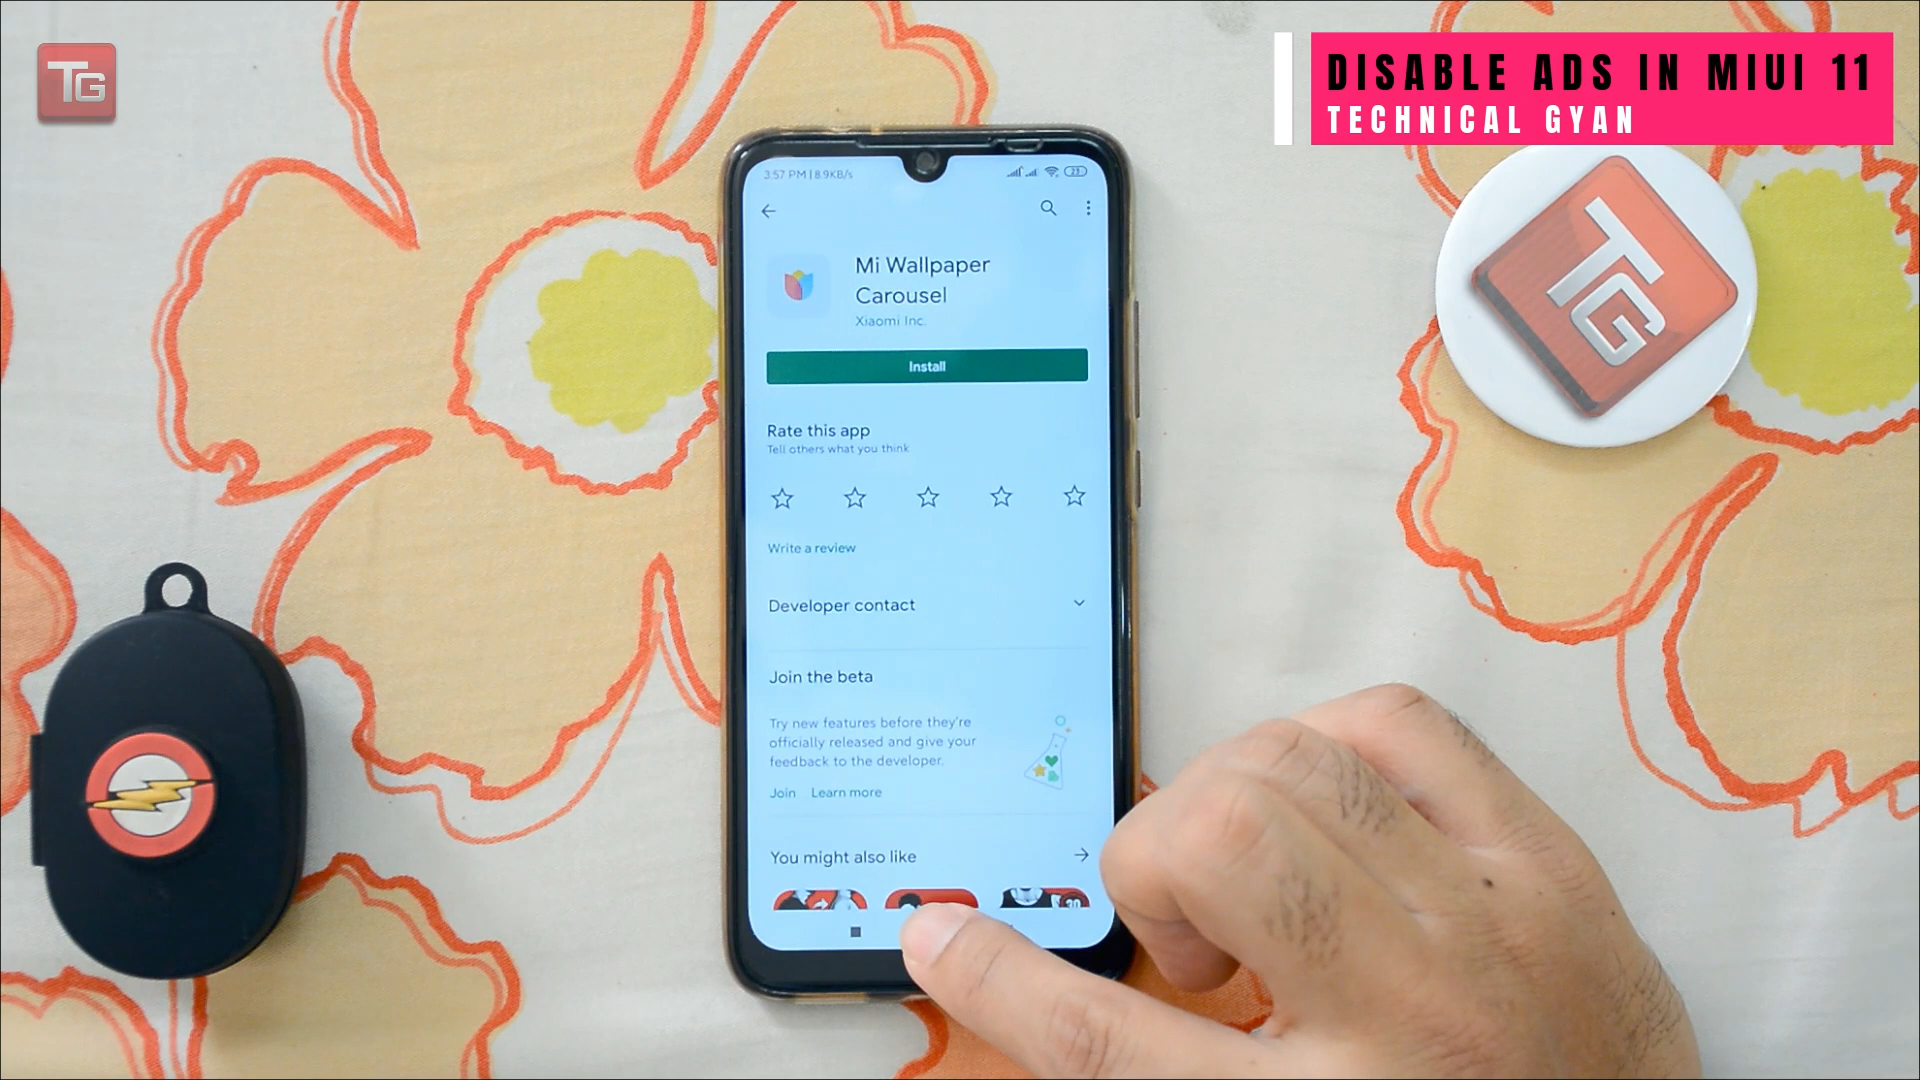 TG
DISABLE ADS IN MIUI 11
TECHNICAL GYAN
TG
3:57 PM | 8.9KB/s
23
Mi Wallpaper
Carousel
Xiaomi Inc.
Install
Rate this app
Tell others what you think
Write a review
Developer contact
Join the beta
Try new features before they're
officially released and give your
feedback to the developer.
Join Learn more
You might also like
30